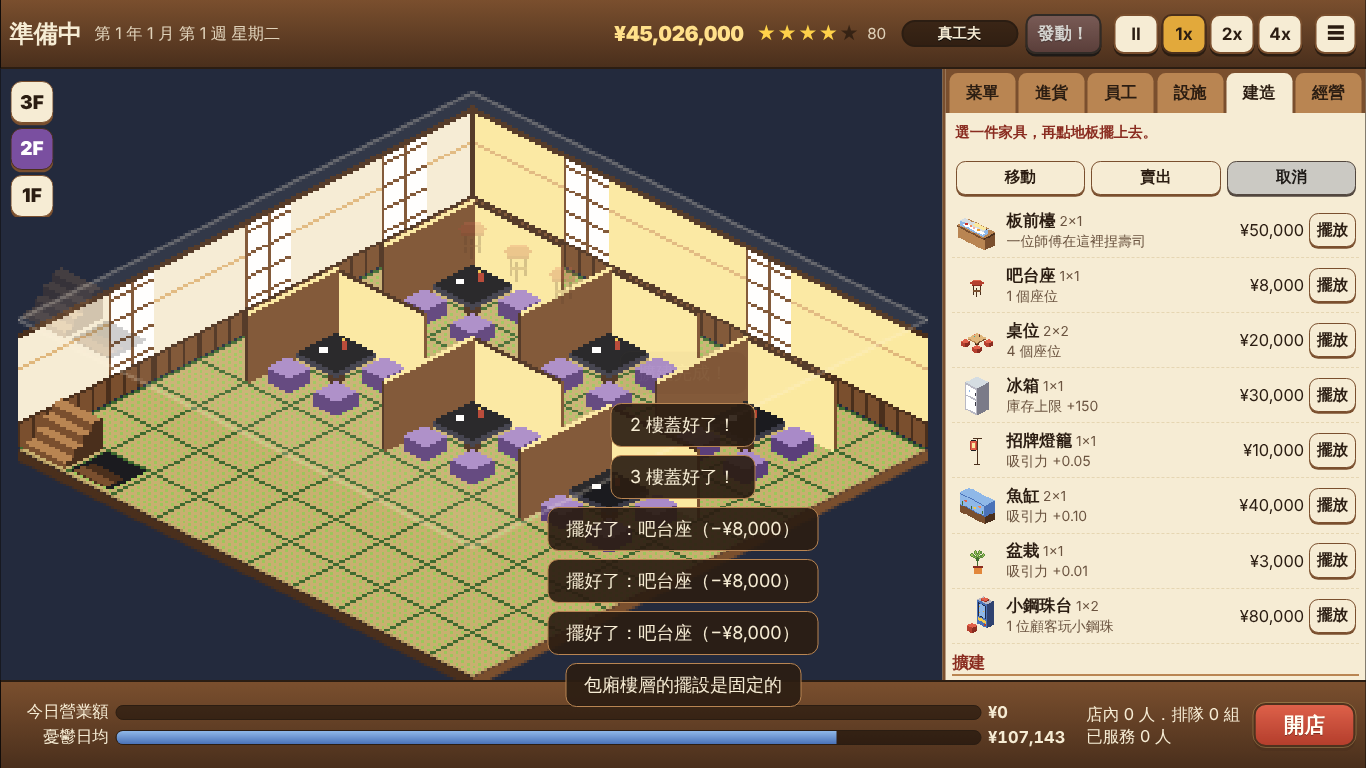 準備中
第 1 年 1 月 第 1 週 星期二
¥45,026,000
★★★★★ 80
真工夫
發動！
II
1x
2x
4x
☰
3F
2F
1F
菜單
進貨
員工
設施
建造
經營
選一件家具，再點地板擺上去。
移動
賣出
取消
板前檯 2×1
一位師傅在這裡捏壽司
¥50,000
擺放
吧台座 1×1
1 個座位
¥8,000
擺放
桌位 2×2
4 個座位
¥20,000
擺放
冰箱 1×1
庫存上限 +150
¥30,000
擺放
招牌燈籠 1×1
吸引力 +0.05
¥10,000
擺放
魚缸 2×1
吸引力 +0.10
¥40,000
擺放
盆栽 1×1
吸引力 +0.01
¥3,000
擺放
小鋼珠台 1×2
1 位顧客玩小鋼珠
¥80,000
擺放
擴建
2 樓蓋好了！
3 樓蓋好了！
擺好了：吧台座（−¥8,000）
擺好了：吧台座（−¥8,000）
擺好了：吧台座（−¥8,000）
包廂樓層的擺設是固定的
今日營業額
¥0
憂鬱日均
¥107,143
店內 0 人．排隊 0 組
已服務 0 人
開店